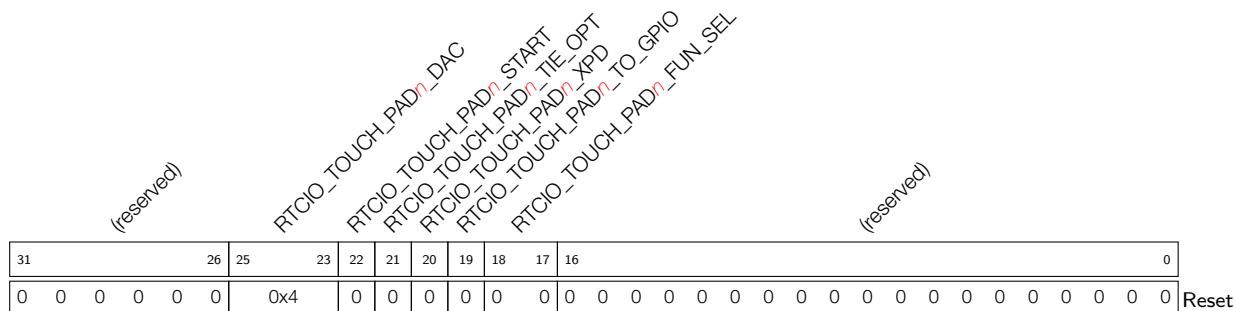 (reserved)
RTCIO_TOUCH_PADn_DAC
RTCIO_TOUCH_PADn_START
RTCIO_TOUCH_PADn_TIE_OPT
RTCIO_TOUCH_PADn_XPD
RTCIO_TOUCH_PADn_TO_GPIO
RTCIO_TOUCH_PADn_FUN_SEL
(reserved)
31 26 25 23 22 21 20 19 18 17 16 0
0 0 0 0 0 0 0x4 0 0 0 0 0 0 0 0 0 0 0 0 0 0 0 0 0 0 0 0 0 0 0 0 Reset